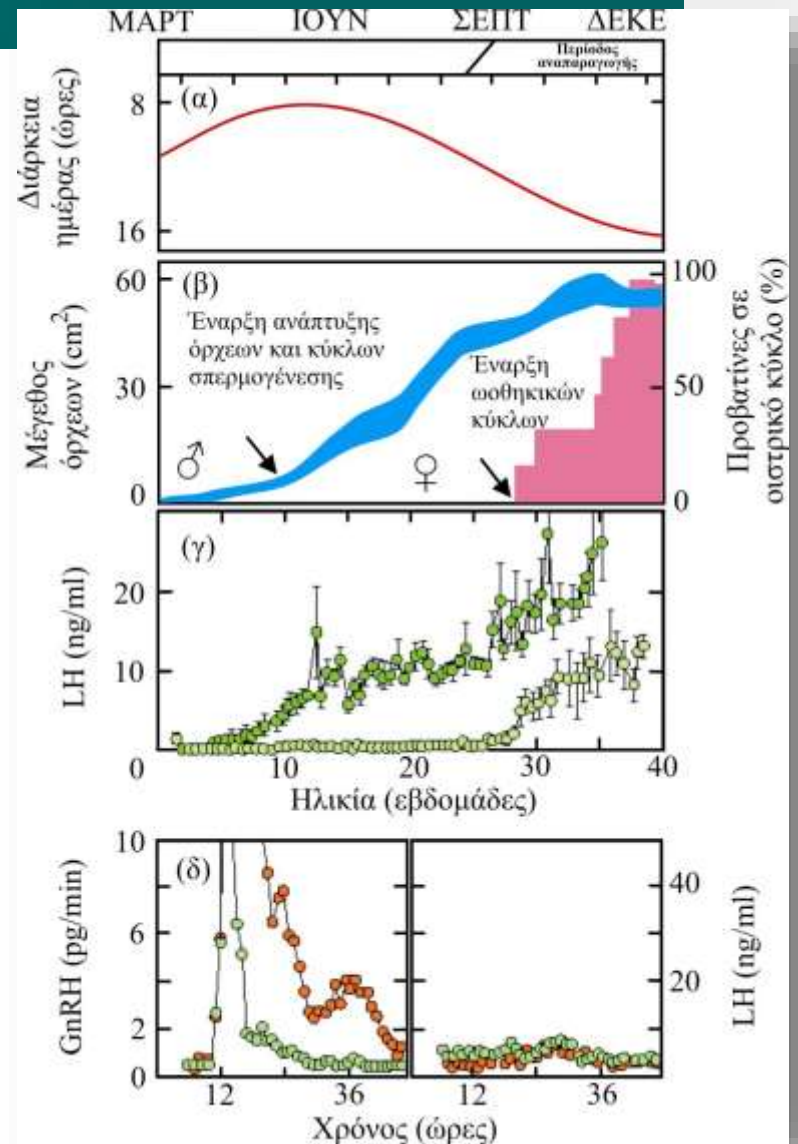 ΜΑΡΤ ΙΟΥΝ ΣΕΠΤ ΔΕΚΕ
Περίοδος
αναπαραγωγής
(α)
Διάρκεια
ημέρας (ώρες)
8
16
(β)
Μέγεθος
όρχεων (cm²)
60
30
0
Έναρξη ανάπτυξης
όρχεων και κύκλων
σπερμογένεσης
♂
Έναρξη
ωοθηκικών
κύκλων
♀
100
50
0
Προβατίνες σε
οιστρικό κύκλο (%)
(γ)
LH (ng/ml)
20
10
0
10 20 30 40
Ηλικία (εβδομάδες)
(δ)
GnRH (pg/min)
10
6
2
0
40
20
LH (ng/ml)
12 36 12 36
Χρόνος (ώρες)